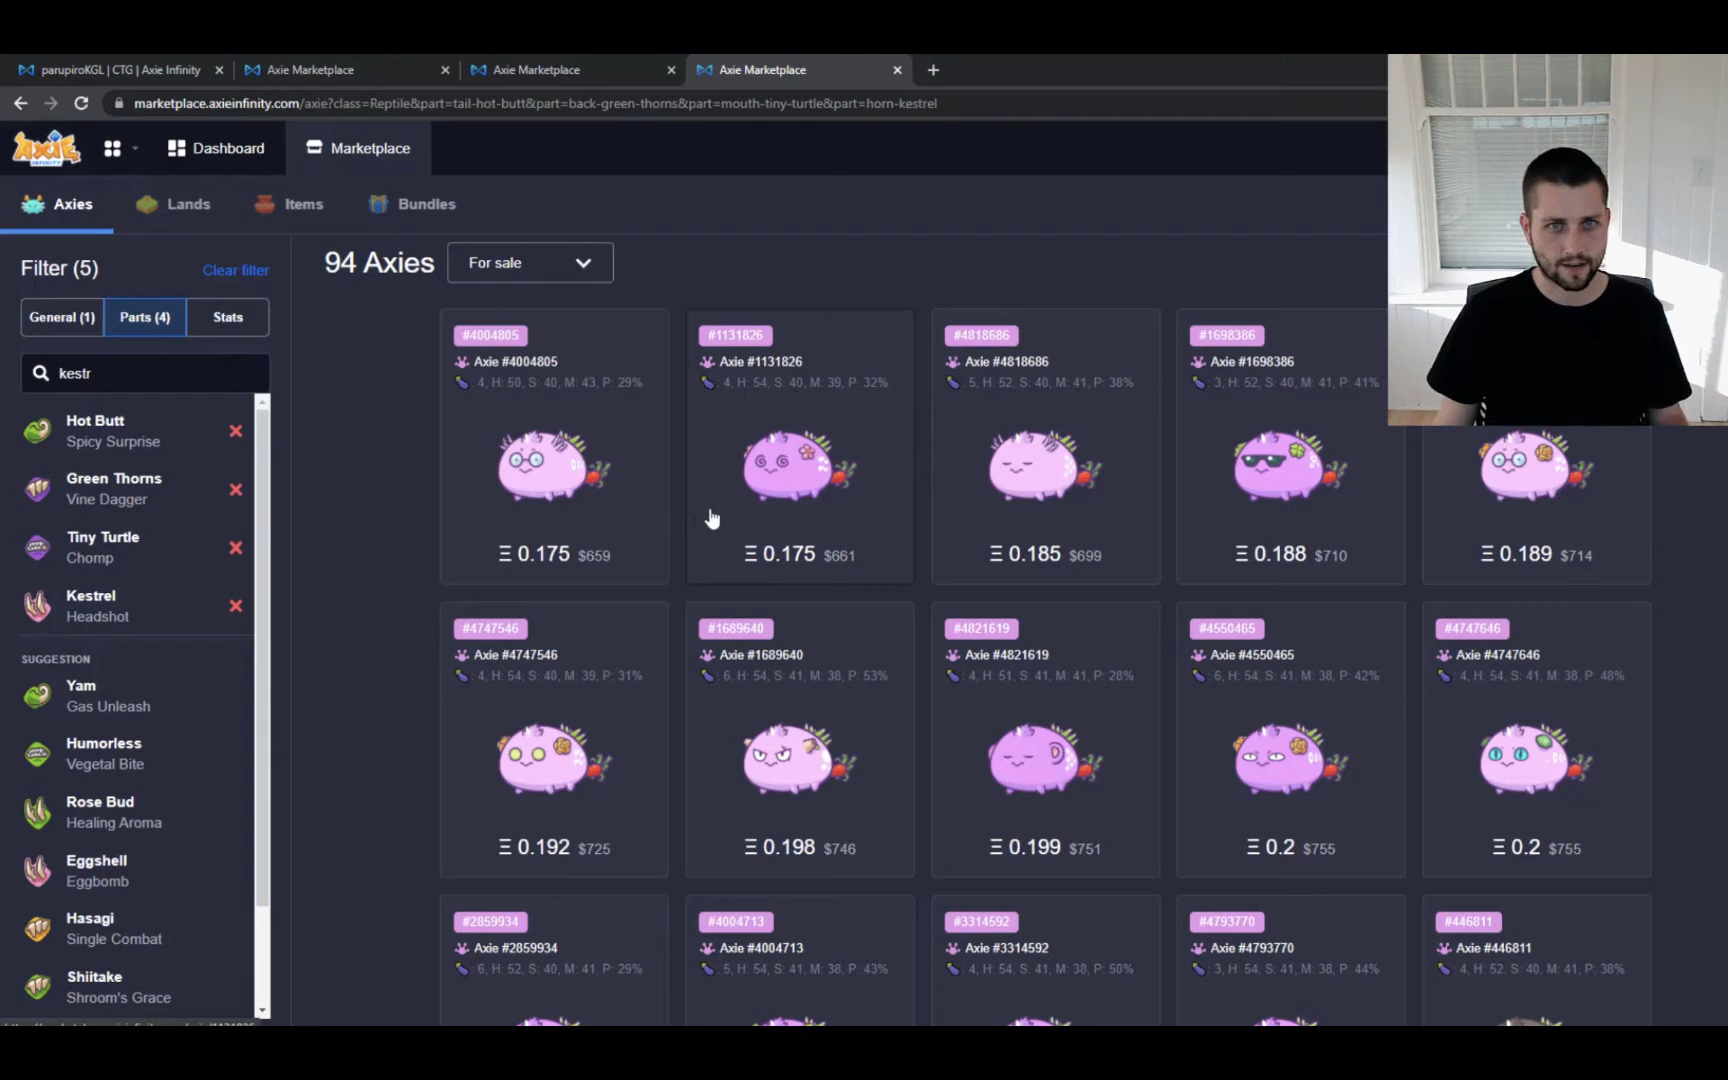 parupiroKGL | CTG | Axie Infinity
Axie Marketplace
Axie Marketplace
Axie Marketplace
marketplace.axieinfinity.com/axie?class=Reptile&part=tail-hot-butt&part=back-green-thorns&part=mouth-tiny-turtle&part=horn-kestrel
AXIE
INFINITY
Dashboard
Marketplace
Axies
Lands
Items
Bundles
Filter (5)
Clear filter
General (1)
Parts (4)
Stats
kestr
Hot Butt
Spicy Surprise
Green Thorns
Vine Dagger
Tiny Turtle
Chomp
Kestrel
Headshot
SUGGESTION
Yam
Gas Unleash
Humorless
Vegetal Bite
Rose Bud
Healing Aroma
Eggshell
Eggbomb
Hasagi
Single Combat
Shiitake
Shroom's Grace
94 Axies
For sale
#4004805
Axie #4004805
4, H: 50, S: 40, M: 43, P: 29%
Ξ 0.175 $659
#1131826
Axie #1131826
4, H: 54, S: 40, M: 39, P: 32%
Ξ 0.175 $661
#4818686
Axie #4818686
5, H: 52, S: 40, M: 41, P: 38%
Ξ 0.185 $699
#1698386
Axie #1698386
3, H: 52, S: 40, M: 41, P: 41%
Ξ 0.188 $710
Ξ 0.189 $714
#4747546
Axie #4747546
4, H: 54, S: 40, M: 39, P: 31%
Ξ 0.192 $725
#1689640
Axie #1689640
6, H: 54, S: 41, M: 38, P: 53%
Ξ 0.198 $746
#4821619
Axie #4821619
4, H: 51, S: 41, M: 41, P: 28%
Ξ 0.199 $751
#4550465
Axie #4550465
6, H: 54, S: 41, M: 38, P: 42%
Ξ 0.2 $755
#4747646
Axie #4747646
4, H: 54, S: 41, M: 38, P: 48%
Ξ 0.2 $755
#2859934
Axie #2859934
6, H: 52, S: 40, M: 41, P: 29%
#4004713
Axie #4004713
5, H: 54, S: 41, M: 38, P: 43%
#3314592
Axie #3314592
4, H: 54, S: 41, M: 38, P: 50%
#4793770
Axie #4793770
3, H: 54, S: 41, M: 38, P: 44%
#446811
Axie #446811
4, H: 52, S: 40, M: 41, P: 38%